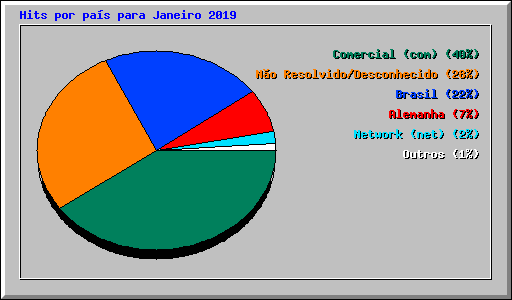 Hits por país para Janeiro 2019
Comercial (com) (40%)
Não Resolvido/Desconhecido (28%)
Brasil (22%)
Alemanha (7%)
Network (net) (2%)
Outros (1%)